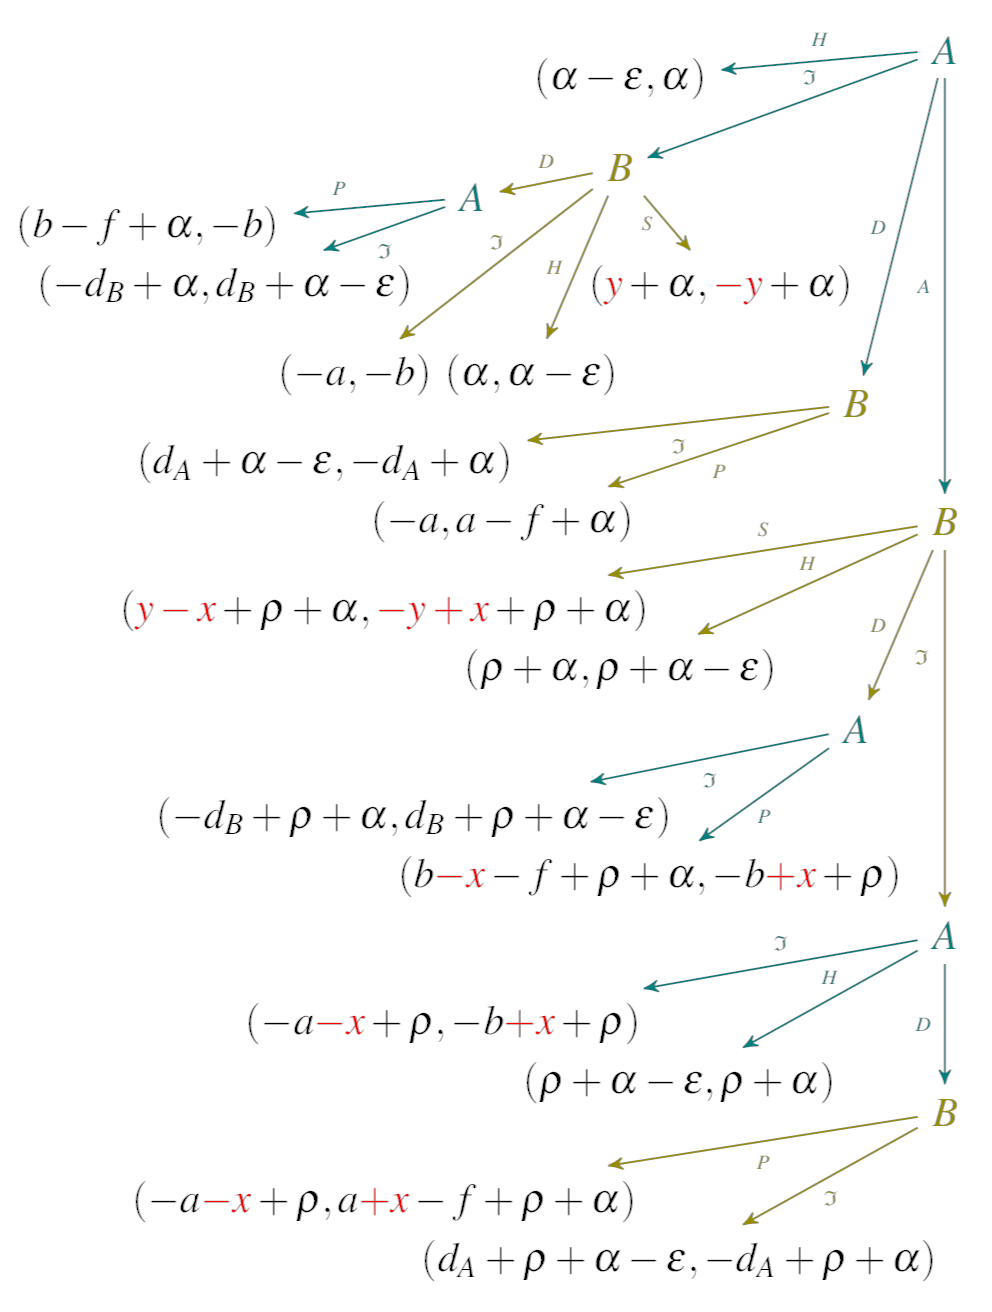 H
A
(α − ε, α)
ℑ
D
B
P
A
S
(b − f + α, −b)
ℑ
ℑ
H
D
A
(−d_B + α, d_B + α − ε)
(y + α, −y + α)
(−a, −b) (α, α − ε)
B
(d_A + α − ε, −d_A + α)
ℑ
P
(−a, a − f + α)
B
S
H
(y − x + ρ + α, −y + x + ρ + α)
D
ℑ
(ρ + α, ρ + α − ε)
A
ℑ
(−d_B + ρ + α, d_B + ρ + α − ε)
P
(b − x − f + ρ + α, −b + x + ρ)
A
ℑ
H
(−a − x + ρ, −b + x + ρ)
D
(ρ + α − ε, ρ + α)
B
P
(−a − x + ρ, a + x − f + ρ + α)
ℑ
(d_A + ρ + α − ε, −d_A + ρ + α)